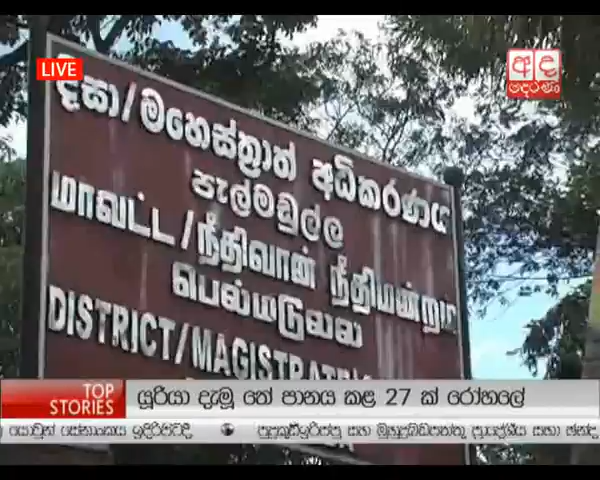 LIVE
අද
දෙරණ
දිසා/මහෙස්ත්‍රාත් අධිකරණය
පැල්මඩුල්ල
மாவட்ட/நீதிவான் நீதிமன்றம்
பெல்மடுல்ல
DISTRICT/MAGISTRATE'S
TOP
STORIES
යූරියා දැමූ තේ පානය කළ 27 ක් රෝහලේ